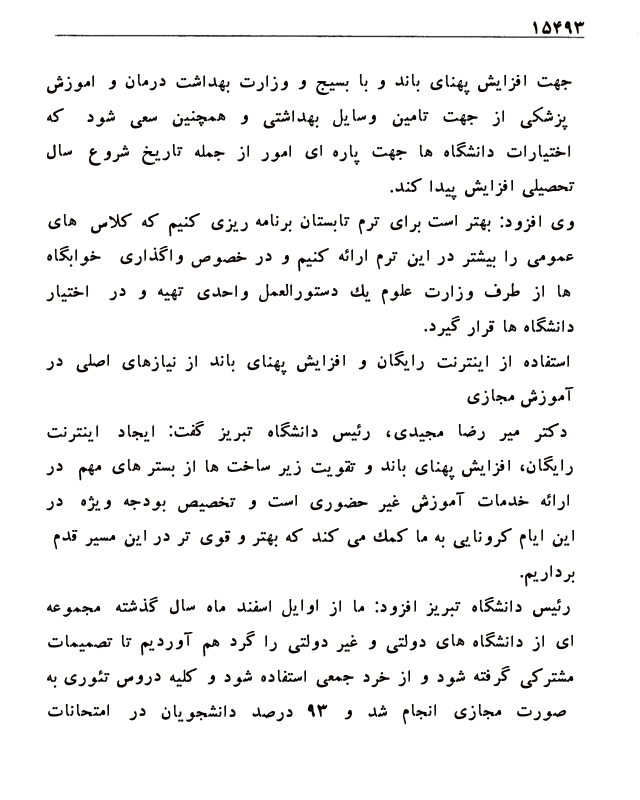 ۱۵۴۹۳
جهت افزایش پهنای باند و با بسیج و وزارت بهداشت درمان و اموزش
پزشکی از جهت تامین وسایل بهداشتی و همچنین سعی شود که
اختیارات دانشگاه ها جهت پاره ای امور از جمله تاریخ شروع سال
تحصیلی افزایش پیدا کند.
وی افزود: بهتر است برای ترم تابستان برنامه ریزی کنیم که کلاس های
عمومی را بیشتر در این ترم ارائه کنیم و در خصوص واگذاری خوابگاه
ها از طرف وزارت علوم یك دستورالعمل واحدی تهیه و در اختیار
دانشگاه ها قرار گیرد.
استفاده از اینترنت رایگان و افزایش پهنای باند از نیازهای اصلی در
آموزش مجازی
دکتر میر رضا مجیدی، رئیس دانشگاه تبریز گفت: ایجاد اینترنت
رایگان، افزایش پهنای باند و تقویت زیر ساخت ها از بستر های مهم در
ارائه خدمات آموزش غیر حضوری است و تخصیص بودجه ویژه در
این ایام کرونایی به ما کمك می کند که بهتر و قوی تر در این مسیر قدم
برداریم.
رئیس دانشگاه تبریز افزود: ما از اوایل اسفند ماه سال گذشته مجموعه
ای از دانشگاه های دولتی و غیر دولتی را گرد هم آوردیم تا تصمیمات
مشترکی گرفته شود و از خرد جمعی استفاده شود و کلیه دروس تئوری به
صورت مجازی انجام شد و ۹۳ درصد دانشجویان در امتحانات